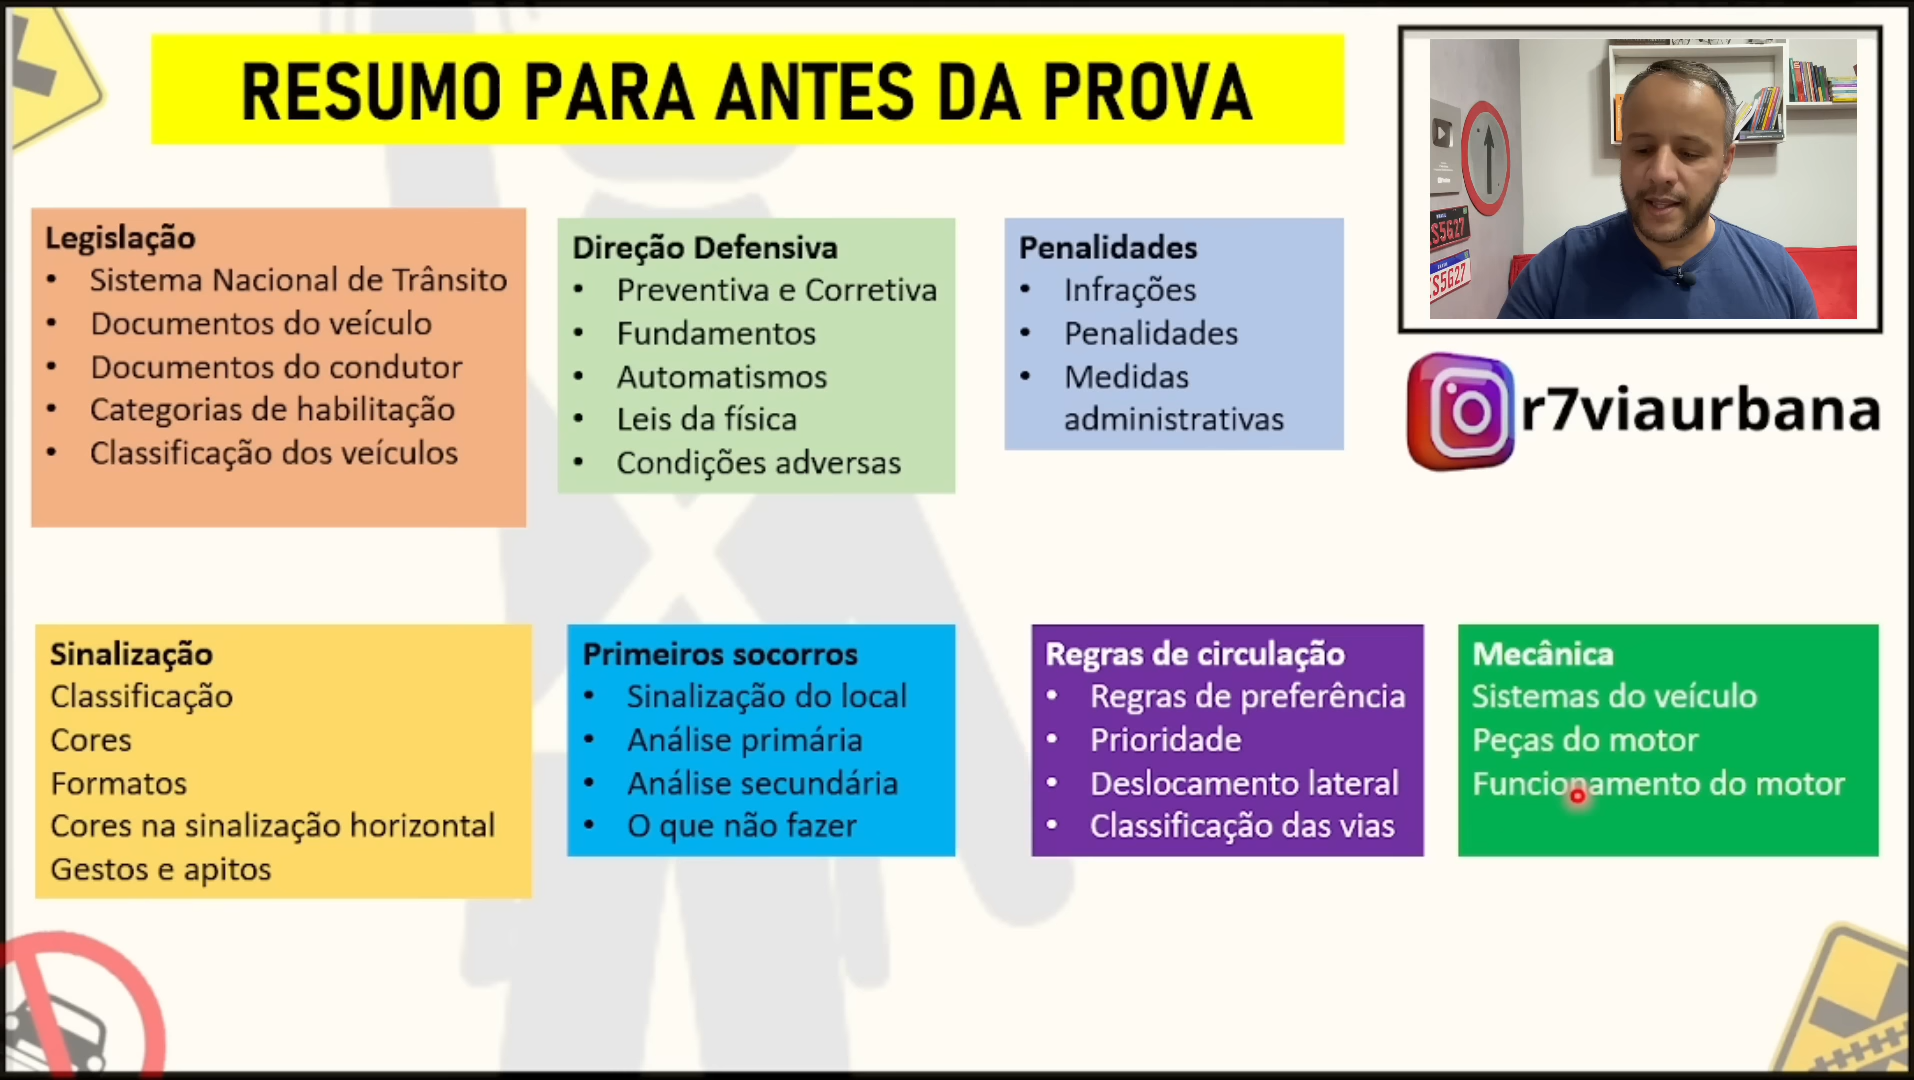 RESUMO PARA ANTES DA PROVA
Legislação
• Sistema Nacional de Trânsito
• Documentos do veículo
• Documentos do condutor
• Categorias de habilitação
• Classificação dos veículos
Direção Defensiva
• Preventiva e Corretiva
• Fundamentos
• Automatismos
• Leis da física
• Condições adversas
Penalidades
• Infrações
• Penalidades
• Medidas
administrativas
r7viaurbana
Sinalização
Classificação
Cores
Formatos
Cores na sinalização horizontal
Gestos e apitos
Primeiros socorros
• Sinalização do local
• Análise primária
• Análise secundária
• O que não fazer
Regras de circulação
• Regras de preferência
• Prioridade
• Deslocamento lateral
• Classificação das vias
Mecânica
Sistemas do veículo
Peças do motor
Funcionamento do motor